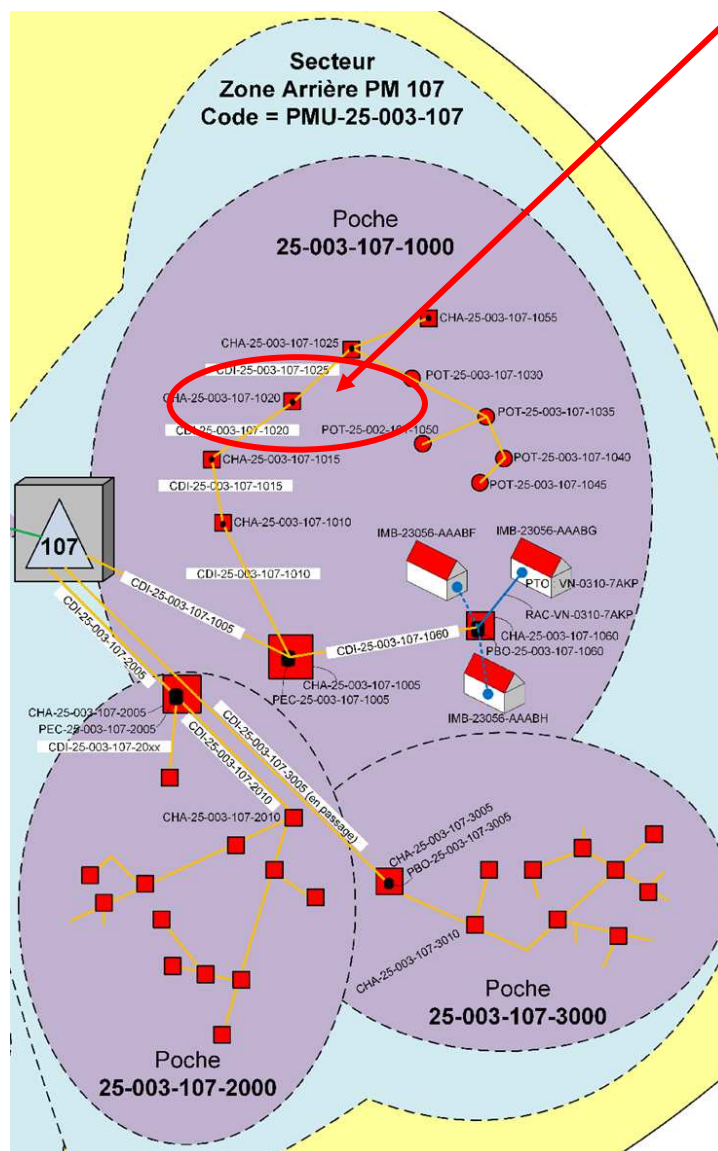 Secteur
Zone Arrière PM 107
Code = PMU-25-003-107
Poche
25-003-107-1000
CHA-25-003-107-1055
CHA-25-003-107-1025
CDI-25-003-107-1025
POT-25-003-107-1030
CHA-25-003-107-1020
POT-25-003-107-1035
CDI-25-003-107-1020
POT-25-002-101-1050
CHA-25-003-107-1015
POT-25-003-107-1040
CDI-25-003-107-1015
POT-25-003-107-1045
CHA-25-003-107-1010
IMB-23056-AAABF
IMB-23056-AAABG
107
CDI-25-003-107-1010
PTO : VN-0310-7AKP
CDI-25-003-107-1005
RAC-VN-0310-7AKP
CDI-25-003-107-1060
CHA-25-003-107-1060
PBO-25-003-107-1060
CDI-25-003-107-2005
CHA-25-003-107-1005
PEC-25-003-107-1005
IMB-23056-AAABH
CHA-25-003-107-2005
PEC-25-003-107-2005
CDI-25-003-107-20xx
CDI-25-003-107-3005 (en passage)
CDI-25-003-107-2010
CHA-25-003-107-2010
CHA-25-003-107-3005
PBO-25-003-107-3005
CHA-25-003-107-3010
Poche
25-003-107-3000
Poche
25-003-107-2000